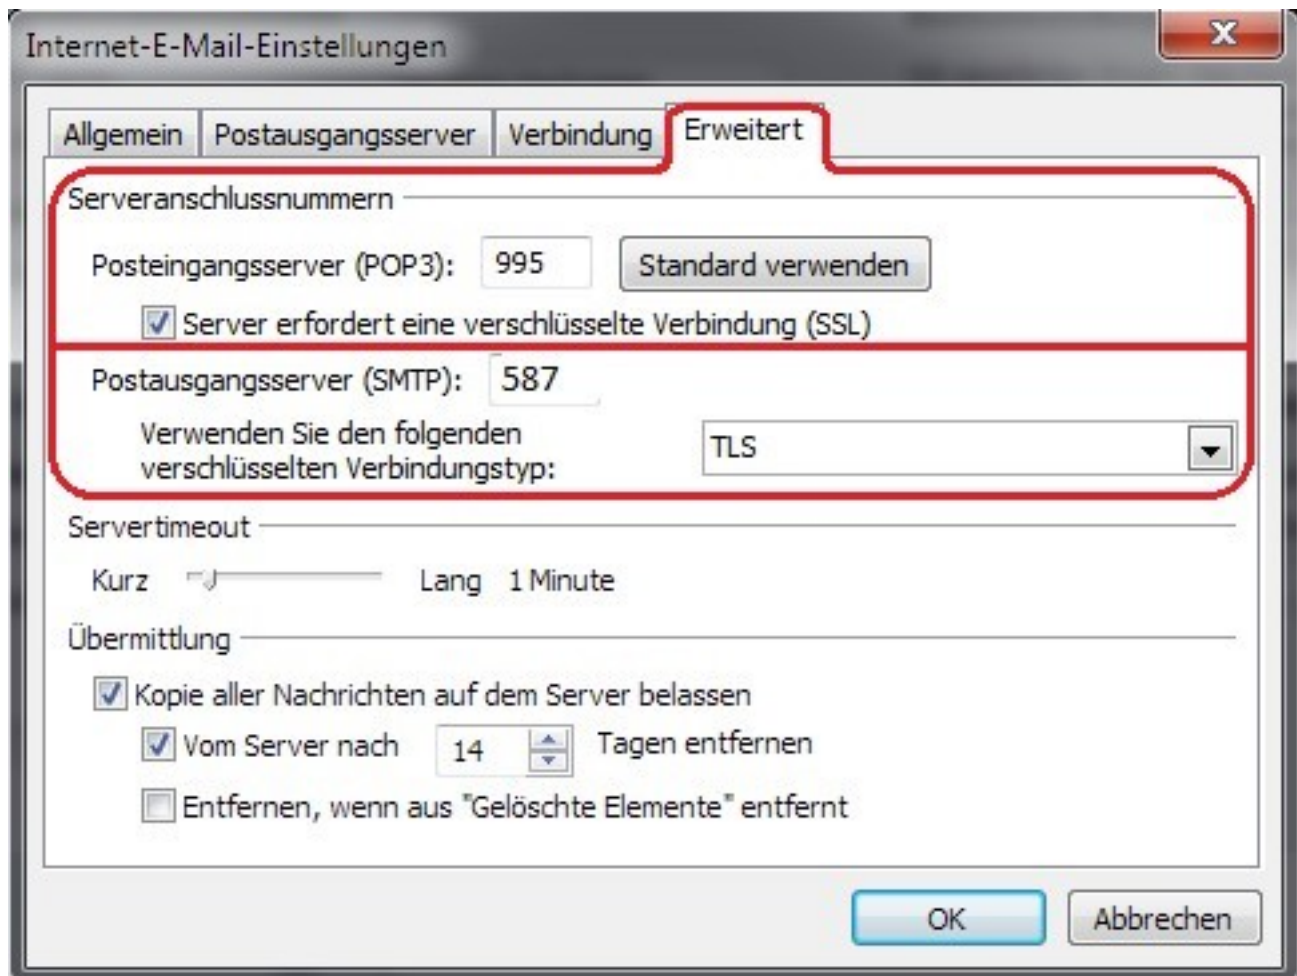 Internet-E-Mail-Einstellungen
Allgemein Postausgangsserver Verbindung Erweitert
Serveranschlussnummern
Posteingangsserver (POP3): 995 Standard verwenden
Server erfordert eine verschlüsselte Verbindung (SSL)
Postausgangsserver (SMTP): 587
Verwenden Sie den folgenden
verschlüsselten Verbindungstyp: TLS
Servertimeout
Kurz Lang 1 Minute
Übermittlung
Kopie aller Nachrichten auf dem Server belassen
Vom Server nach 14 Tagen entfernen
Entfernen, wenn aus "Gelöschte Elemente" entfernt
OK Abbrechen